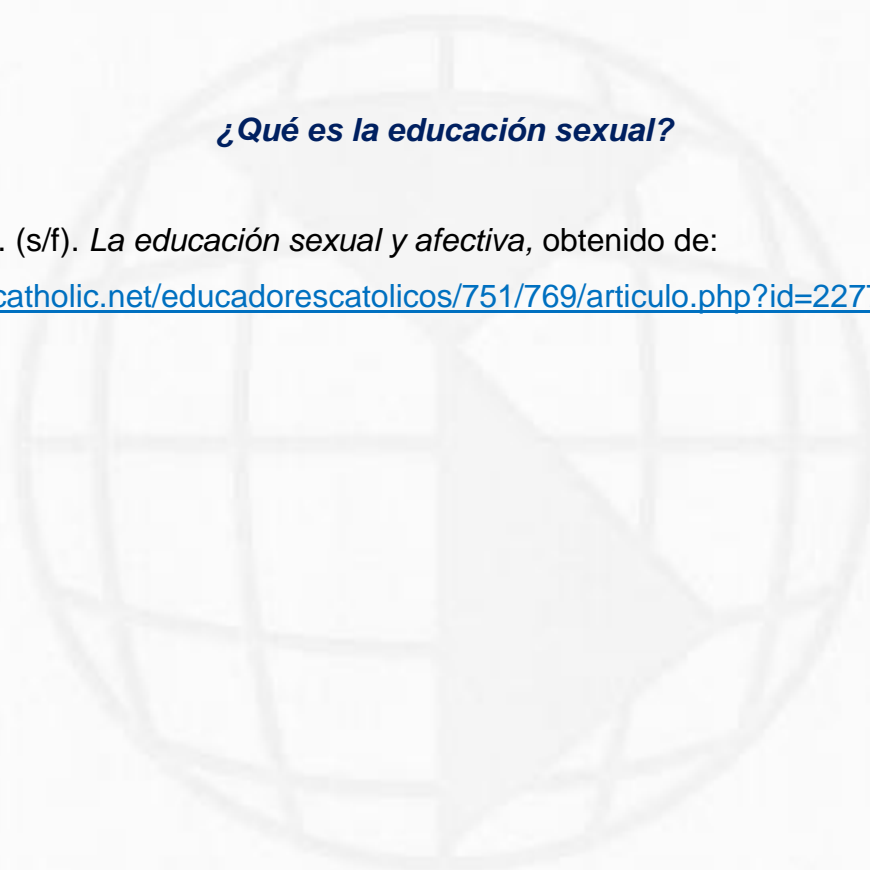 ¿Qué es la educación sexual?
. (s/f). La educación sexual y afectiva, obtenido de:
catholic.net/educadorescatolicos/751/769/articulo.php?id=227